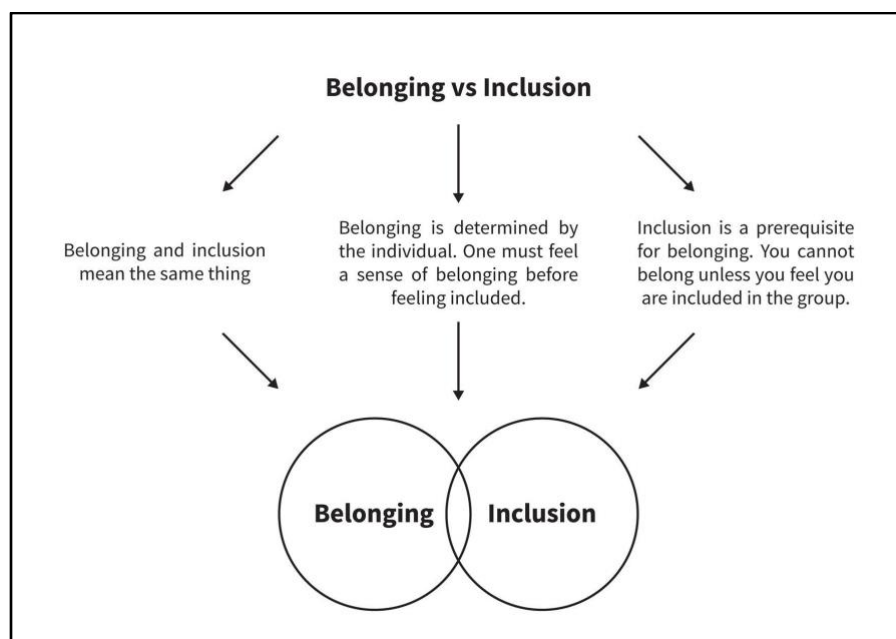 Belonging vs Inclusion
Belonging and inclusion
mean the same thing
Belonging is determined by
the individual. One must feel
a sense of belonging before
feeling included.
Inclusion is a prerequisite
for belonging. You cannot
belong unless you feel you
are included in the group.
Belonging
Inclusion